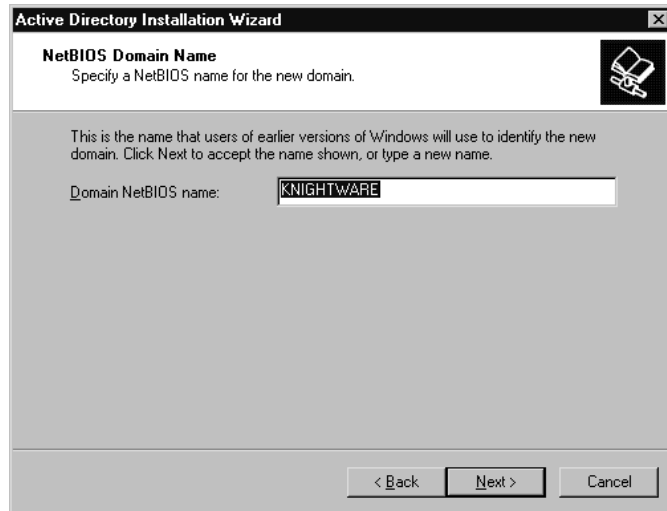 Active Directory Installation Wizard
NetBIOS Domain Name
Specify a NetBIOS name for the new domain.
This is the name that users of earlier versions of Windows will use to identify the new
domain. Click Next to accept the name shown, or type a new name.
Domain NetBIOS name:
KNIGHTWARE
< Back
Next >
Cancel